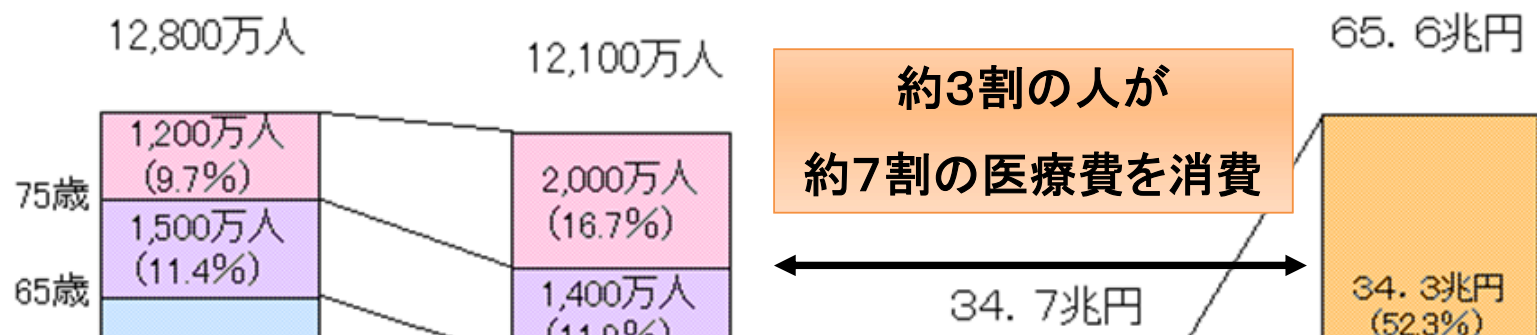 12,800万人
12,100万人
65. 6兆円
約3割の人が
約7割の医療費を消費
1,200万人
(9.7%)
75歳
2,000万人
(16.7%)
1,500万人
(11.4%)
65歳
1,400万人
(11.9%)
34. 7兆円
34. 3兆円
(52.3%)